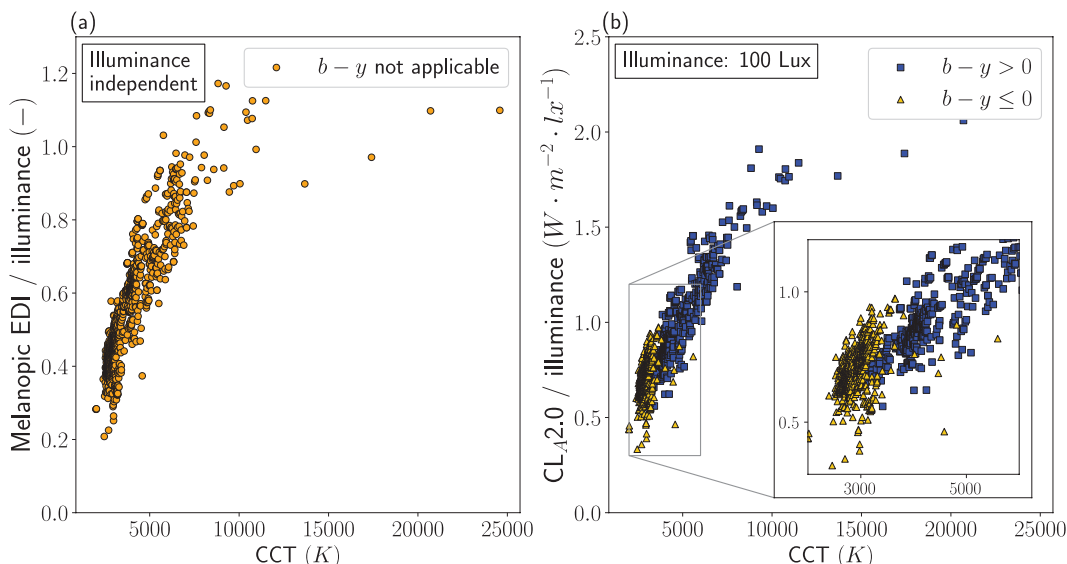 (a)
Illuminance
independent
b − y not applicable
Melanopic EDI / illuminance (−)
1.2
1.0
0.8
0.6
0.4
0.2
0.0
5000 10000 15000 20000 25000
CCT (K)
(b)
Illuminance: 100 Lux
b − y > 0
b − y ≤ 0
CL_A2.0 / illuminance (W · m⁻² · lx⁻¹)
2.5
2.0
1.5
1.0
0.5
0.0
1.0
0.5
3000 5000
5000 10000 15000 20000 25000
CCT (K)